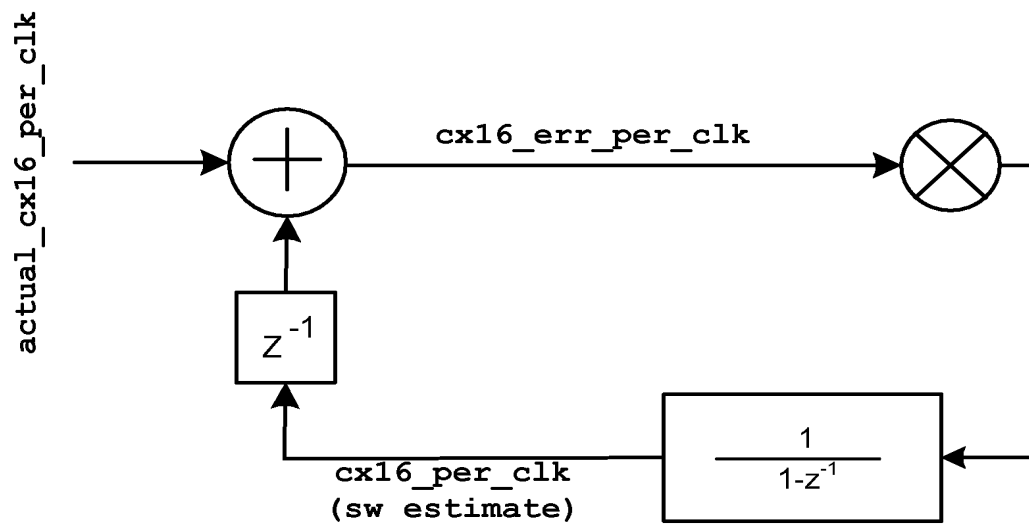 actual_cx16_per_clk
cx16_err_per_clk
z⁻¹
1
1-z⁻¹
cx16_per_clk
(sw estimate)